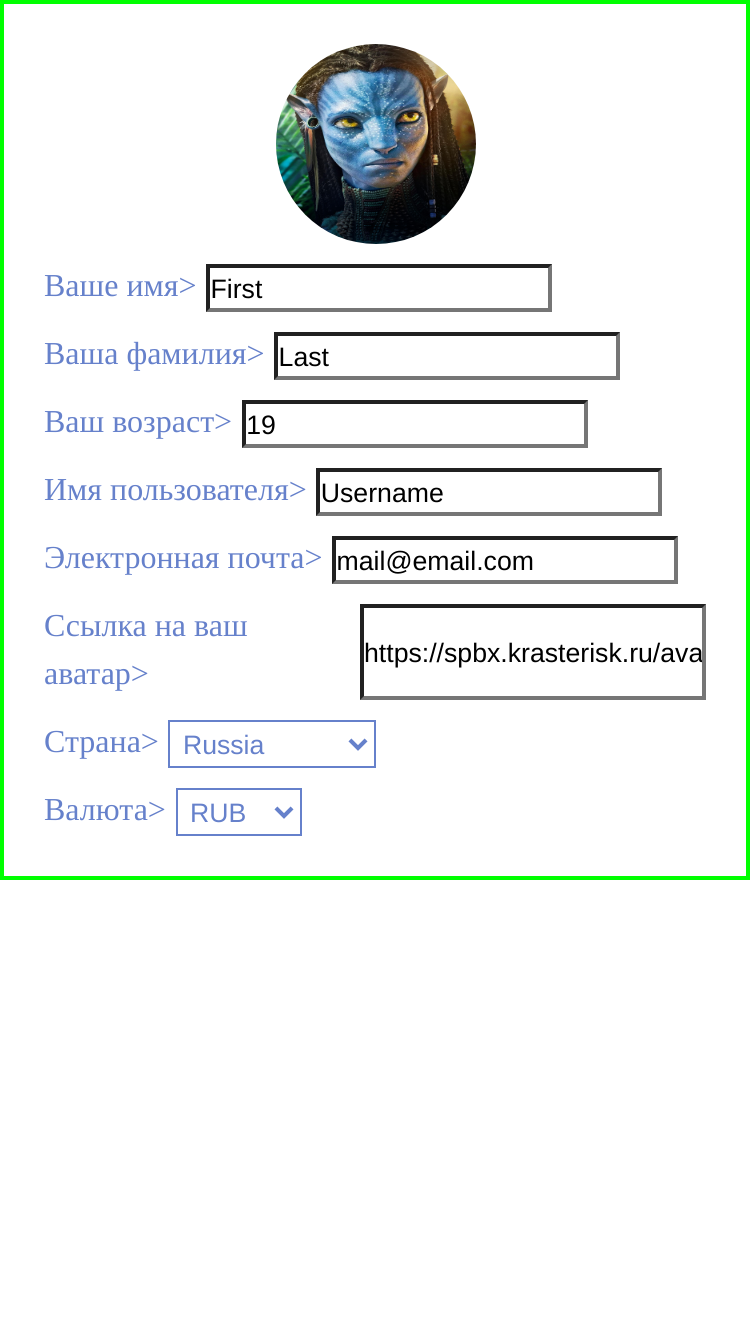 Ваше имя> First
Ваша фамилия> Last
Ваш возраст> 19
Имя пользователя> Username
Электронная почта> mail@email.com
Ссылка на ваш
аватар> https://spbx.krasterisk.ru/ava
Страна> Russia
Валюта> RUB